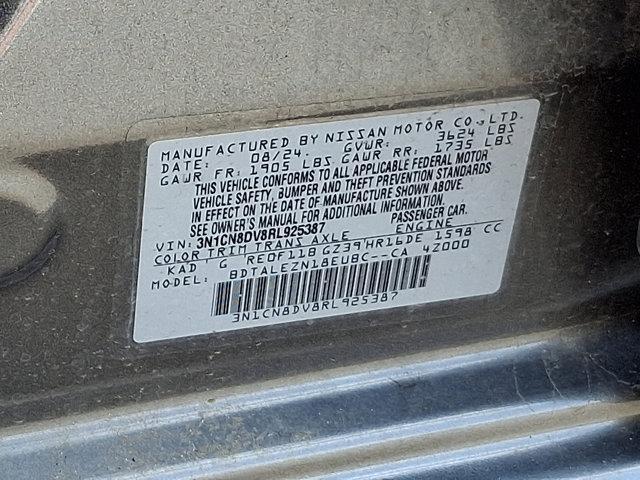 MANUFACTURED BY NISSAN MOTOR CO.,LTD.
DATE: 08/24 GVWR: 3624 LBS
GAWR FR: 1905 LBS GAWR RR: 1735 LBS
THIS VEHICLE CONFORMS TO ALL APPLICABLE FEDERAL MOTOR
VEHICLE SAFETY, BUMPER AND THEFT PREVENTION STANDARDS
IN EFFECT ON THE DATE OF MANUFACTURE SHOWN ABOVE.
SEE OWNER'S MANUAL FOR ADDITIONAL INFORMATION
VIN: 3N1CN8DV8RL925387 PASSENGER CAR.
COLOR TRIM TRANS AXLE ENGINE
KAD G RE0F11B GZ39 HR16DE 1598 CC
MODEL: BDTALEZN18EUBC--CA 42000
3N1CN8DV8RL925387